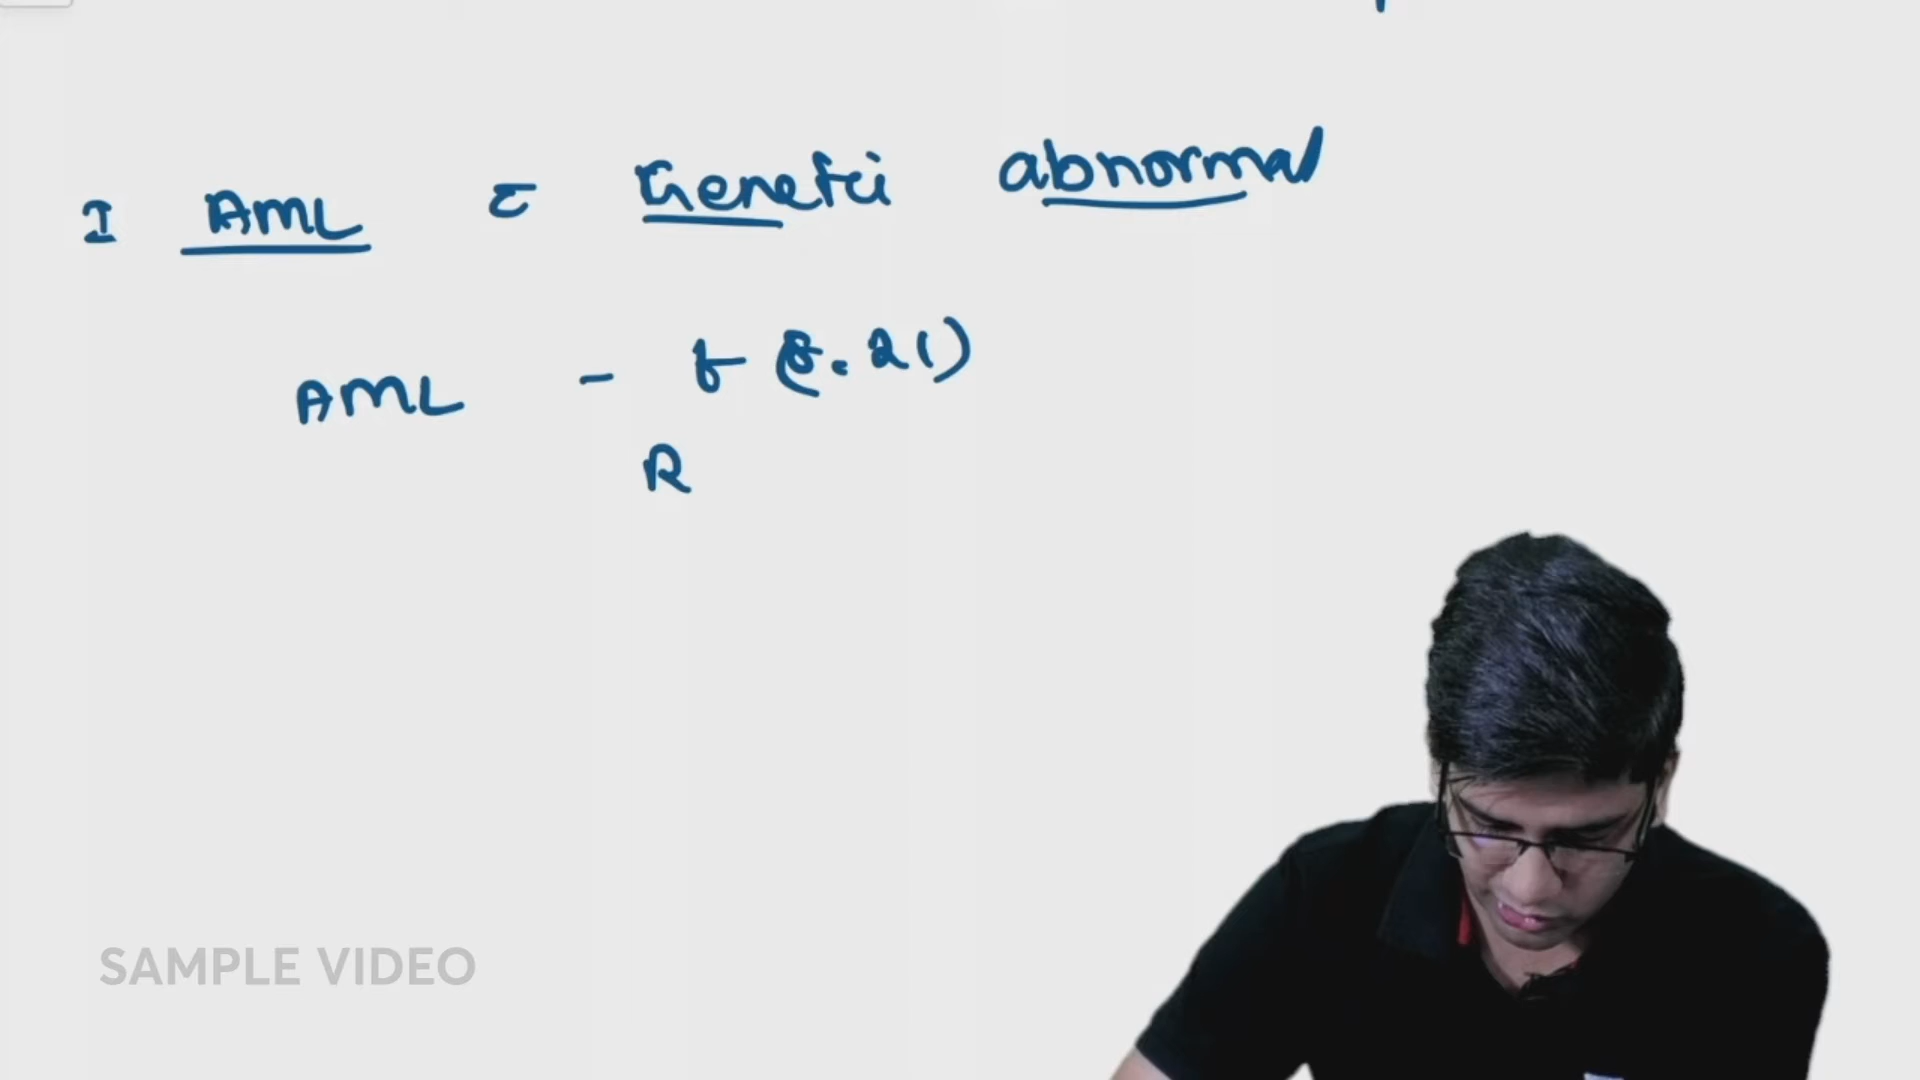 I AML c̄ Genetic abnormal
AML - t (8.21)
R
SAMPLE VIDEO